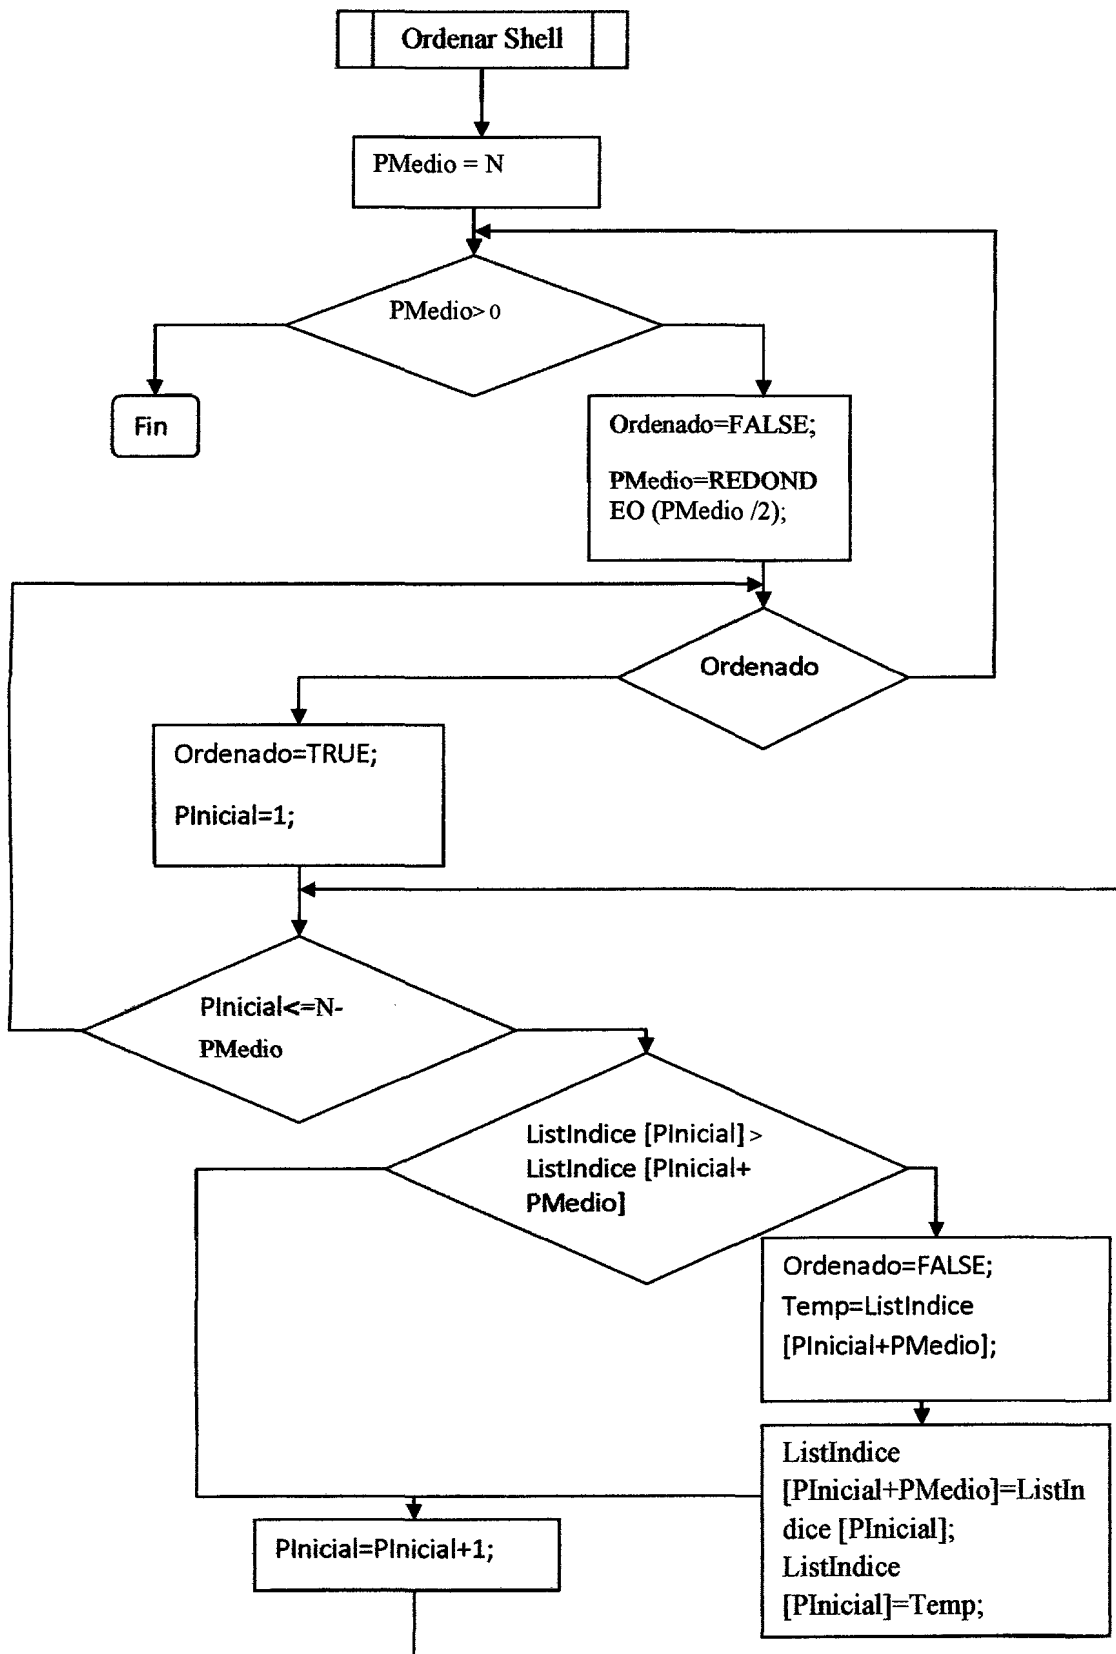 Ordenar Shell
PMedio = N
PMedio> 0
Fin
Ordenado=FALSE;
PMedio=REDOND
EO (PMedio /2);
Ordenado
Ordenado=TRUE;
PInicial=1;
PInicial<=N-
PMedio
ListIndice [PInicial] >
ListIndice [PInicial+
PMedio]
Ordenado=FALSE;
Temp=ListIndice
[PInicial+PMedio];
ListIndice
[PInicial+PMedio]=ListIn
dice [PInicial];
ListIndice
[PInicial]=Temp;
PInicial=PInicial+1;